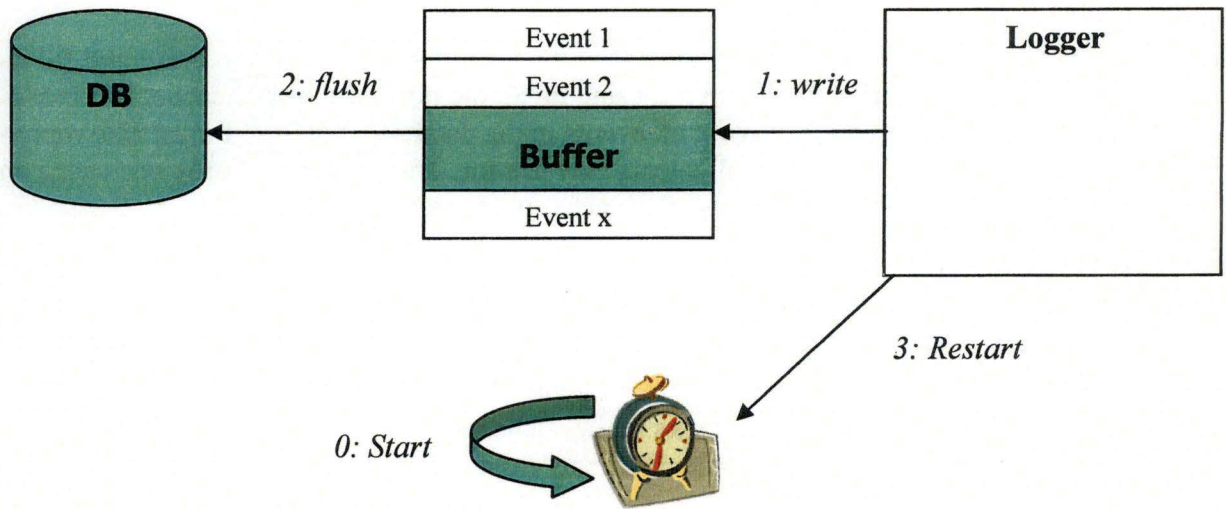 Event 1
Logger
DB
2: flush
Event 2
1: write
Buffer
Event x
3: Restart
0: Start